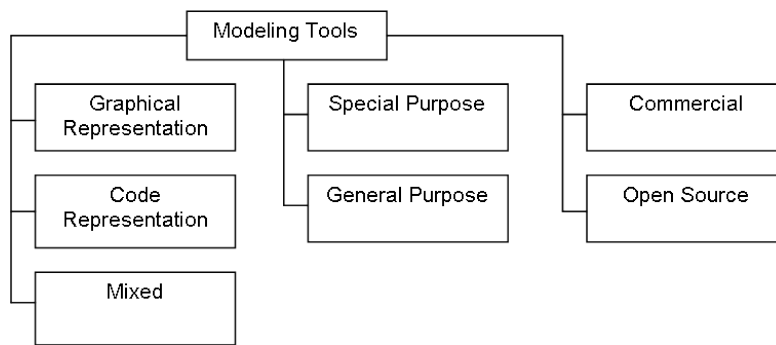 Modeling Tools
Graphical
Representation
Special Purpose
Commercial
Code
Representation
General Purpose
Open Source
Mixed